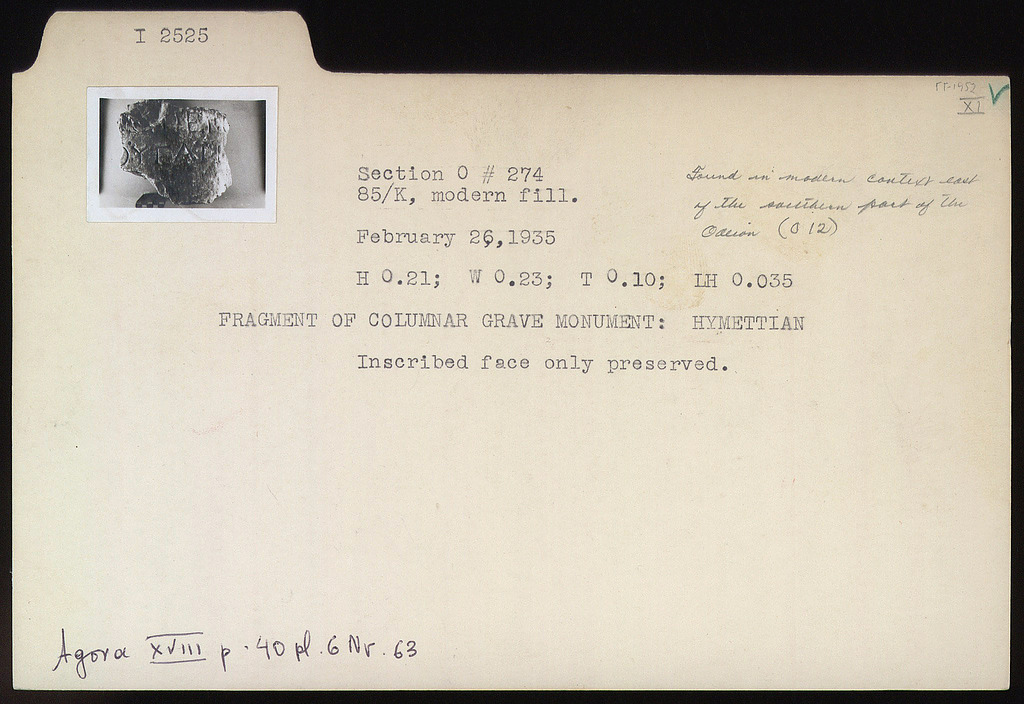 I 2525
XI
Section O # 274
85/K, modern fill.
Found in modern context east
of the southern part of the
Odeion (O 12)
February 26,1935
H 0.21; W 0.23; T 0.10; LH 0.035
FRAGMENT OF COLUMNAR GRAVE MONUMENT: HYMETTIAN
Inscribed face only preserved.
Agora XVIII p. 40 pl. 6 Nr. 63